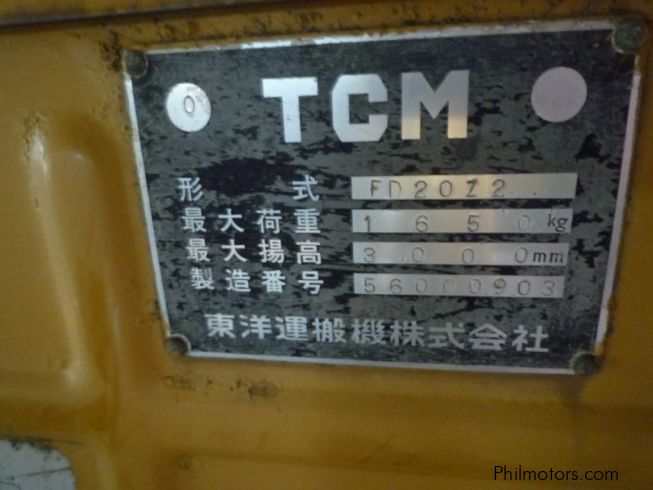 0 TCM
形式 FD20Z2
最大荷重 1650kg
最大揚高 3000mm
製造番号 56000903
東洋運搬機株式会社
Philmotors.com